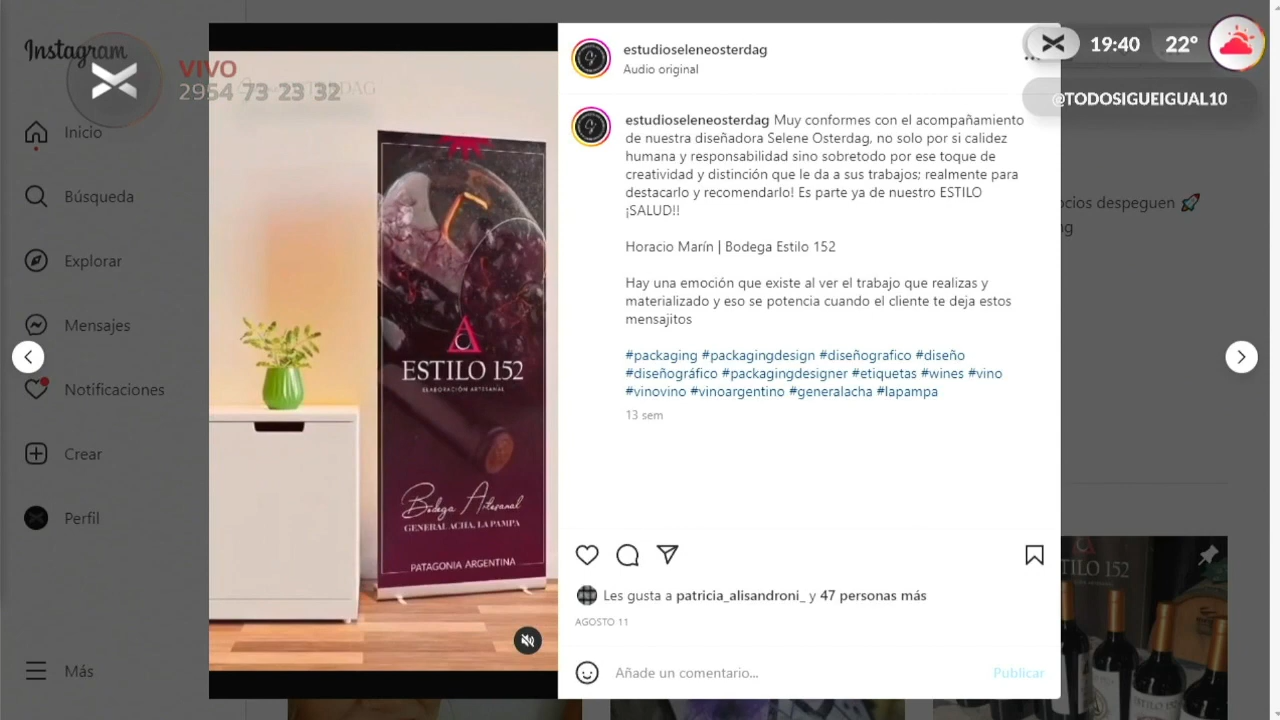 Instagram
VIVO
2954 73 23 32
19:40
22°
@TODOSIGUEIGUAL10
Inicio
Búsqueda
Explorar
Mensajes
Notificaciones
Crear
Perfil
Más
ESTILO 152
ELABORACIÓN ARTESANAL
Bodega Artesanal
GENERAL ACHA, LA PAMPA
PATAGONIA ARGENTINA
estudioseleneosterdag
Audio original
estudioseleneosterdag Muy conformes con el acompañamiento
de nuestra diseñadora Selene Osterdag, no solo por si calidez
humana y responsabilidad sino sobretodo por ese toque de
creatividad y distinción que le da a sus trabajos; realmente para
destacarlo y recomendarlo! Es parte ya de nuestro ESTILO
¡SALUD!!
Horacio Marín | Bodega Estilo 152
Hay una emoción que existe al ver el trabajo que realizas y
materializado y eso se potencia cuando el cliente te deja estos
mensajitos
#packaging #packagingdesign #diseñografico #diseño
#diseñográfico #packagingdesigner #etiquetas #wines #vino
#vinovino #vinoargentino #generalacha #lapampa
13 sem
Les gusta a patricia_alisandroni_ y 47 personas más
AGOSTO 11
Añade un comentario...
Publicar
despeguen 🚀
TILO 152
ESTILO 152